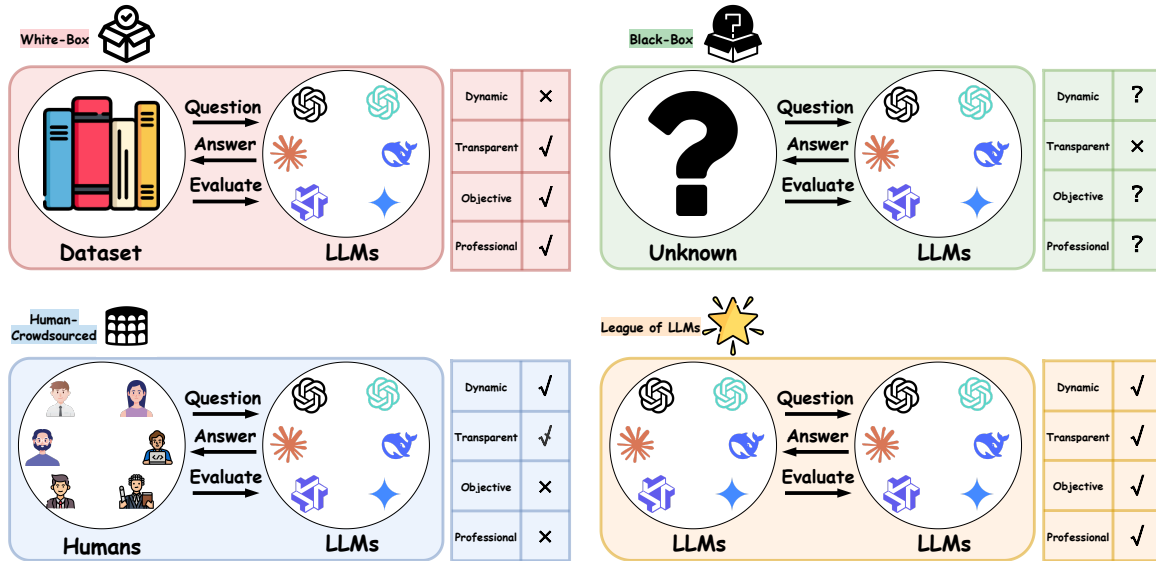 White-Box
Question
Answer
Evaluate
Dataset
LLMs
Dynamic ×
Transparent √
Objective √
Professional √
Black-Box
?
?
Question
Answer
Evaluate
Unknown
LLMs
Dynamic ?
Transparent ×
Objective ?
Professional ?
Human-
Crowdsourced
Question
Answer
Evaluate
Humans
LLMs
Dynamic √
Transparent √
Objective ×
Professional ×
League of LLMs
Question
Answer
Evaluate
LLMs
LLMs
Dynamic √
Transparent √
Objective √
Professional √